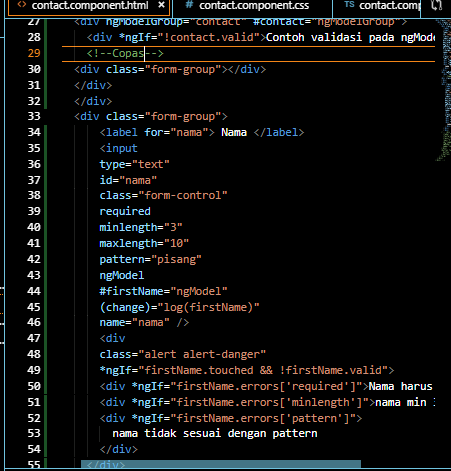 contact.component.html
# contact.component.css
TS contact.comp
27 <div ngModelGroup="contact" #contact="ngModelGroup">
28 <div *ngIf="!contact.valid">Contoh validasi pada ngMode
29 <!--Copas-->
30 <div class="form-group"></div>
31 </div>
32 </div>
33 <div class="form-group">
34 <label for="nama"> Nama </label>
35 <input
36 type="text"
37 id="nama"
38 class="form-control"
39 required
40 minlength="3"
41 maxlength="10"
42 pattern="pisang"
43 ngModel
44 #firstName="ngModel"
45 (change)="log(firstName)"
46 name="nama" />
47 <div
48 class="alert alert-danger"
49 *ngIf="firstName.touched && !firstName.valid">
50 <div *ngIf="firstName.errors['required']">Nama harus
51 <div *ngIf="firstName.errors['minlength']">nama min
52 <div *ngIf="firstName.errors['pattern']">
53 nama tidak sesuai dengan pattern
54 </div>
55 </div>